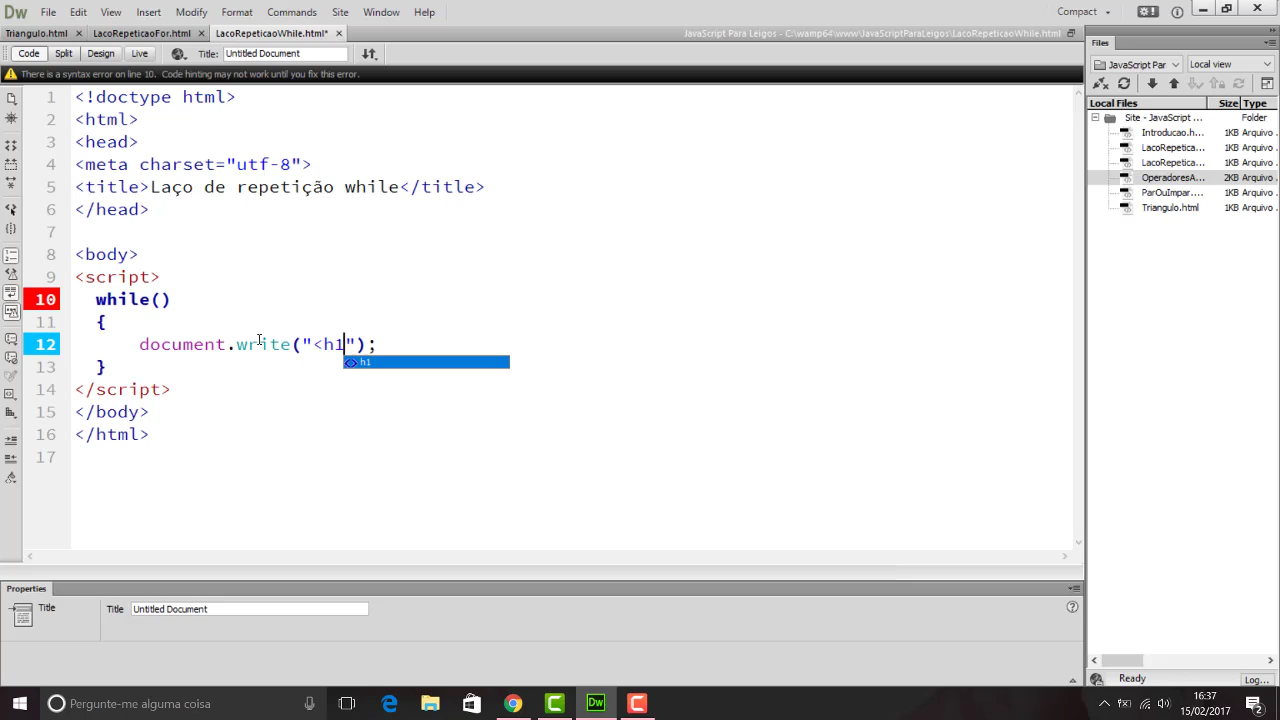 Dw File Edit View Insert Modify Format Commands Site Window Help Compact
Triangulo.html × LacoRepeticaoFor.html × LacoRepeticaoWhile.html* × JavaScript Para Leigos) - C:\wamp64\www\JavaScriptParaLeigos\LacoRepeticaoWhile.html
Code Split Design Live Title: Untitled Document
There is a syntax error on line 10. Code hinting may not work until you fix this error.
1 <!doctype html>
2 <html>
3 <head>
4 <meta charset="utf-8">
5 <title>Laço de repetição while</title>
6 </head>
7
8 <body>
9 <script>
10 while()
11 {
12 document.write("<h1");
h1
13 }
14 </script>
15 </body>
16 </html>
17
Properties
Title Title Untitled Document
Files
JavaScript Par Local view
Local Files Size Type
Site - JavaScript ... Folder
Introducao.h... 1KB Arquivo
LacoRepetica... 1KB Arquivo
LacoRepetica... 1KB Arquivo
OperadoresA... 2KB Arquivo
ParOuImpar.... 1KB Arquivo
Triangulo.html 1KB Arquivo
Ready Log...
Pergunte-me alguma coisa
Dw
16:37
15/02/2017